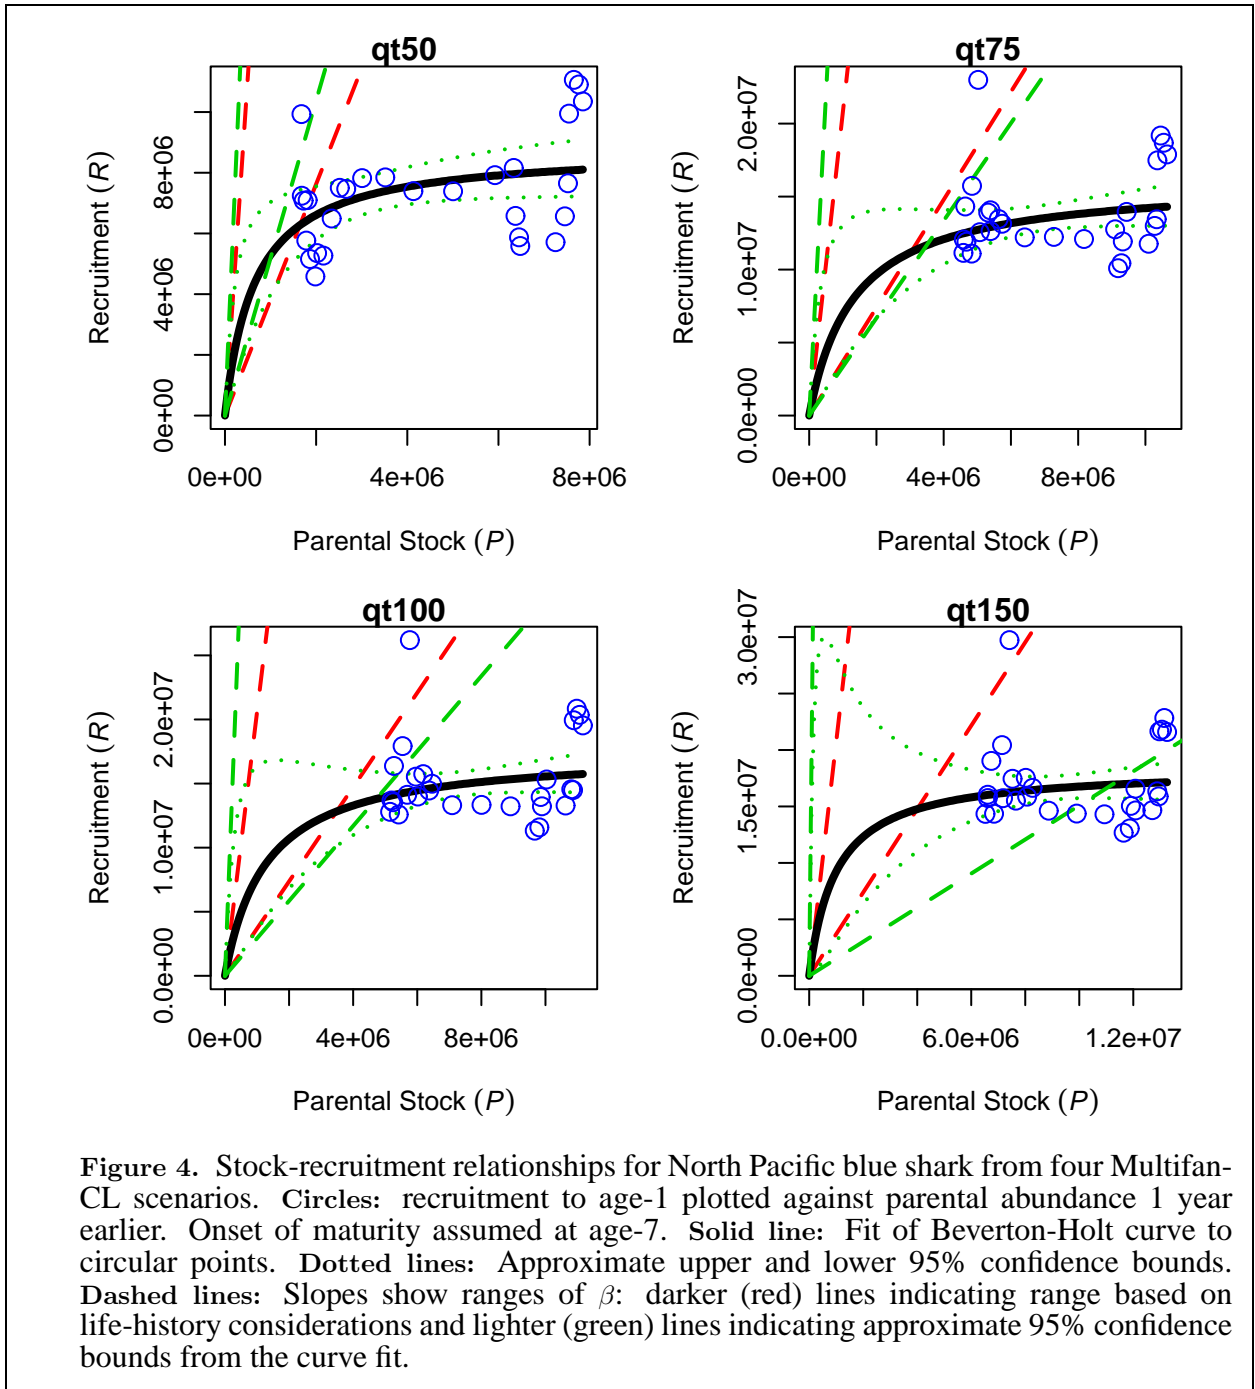 qt50
Recruitment (R)
0e+00
4e+06
8e+06
0e+00
4e+06
8e+06
Parental Stock (P)
qt75
Recruitment (R)
0.0e+00
1.0e+07
2.0e+07
0e+00
4e+06
8e+06
Parental Stock (P)
qt100
Recruitment (R)
0.0e+00
1.0e+07
2.0e+07
0e+00
4e+06
8e+06
Parental Stock (P)
qt150
Recruitment (R)
0.0e+00
1.5e+07
3.0e+07
0.0e+00
6.0e+06
1.2e+07
Parental Stock (P)
Figure 4. Stock-recruitment relationships for North Pacific blue shark from four Multifan-
CL scenarios. Circles: recruitment to age-1 plotted against parental abundance 1 year
earlier. Onset of maturity assumed at age-7. Solid line: Fit of Beverton-Holt curve to
circular points. Dotted lines: Approximate upper and lower 95% confidence bounds.
Dashed lines: Slopes show ranges of β: darker (red) lines indicating range based on
life-history considerations and lighter (green) lines indicating approximate 95% confidence
bounds from the curve fit.